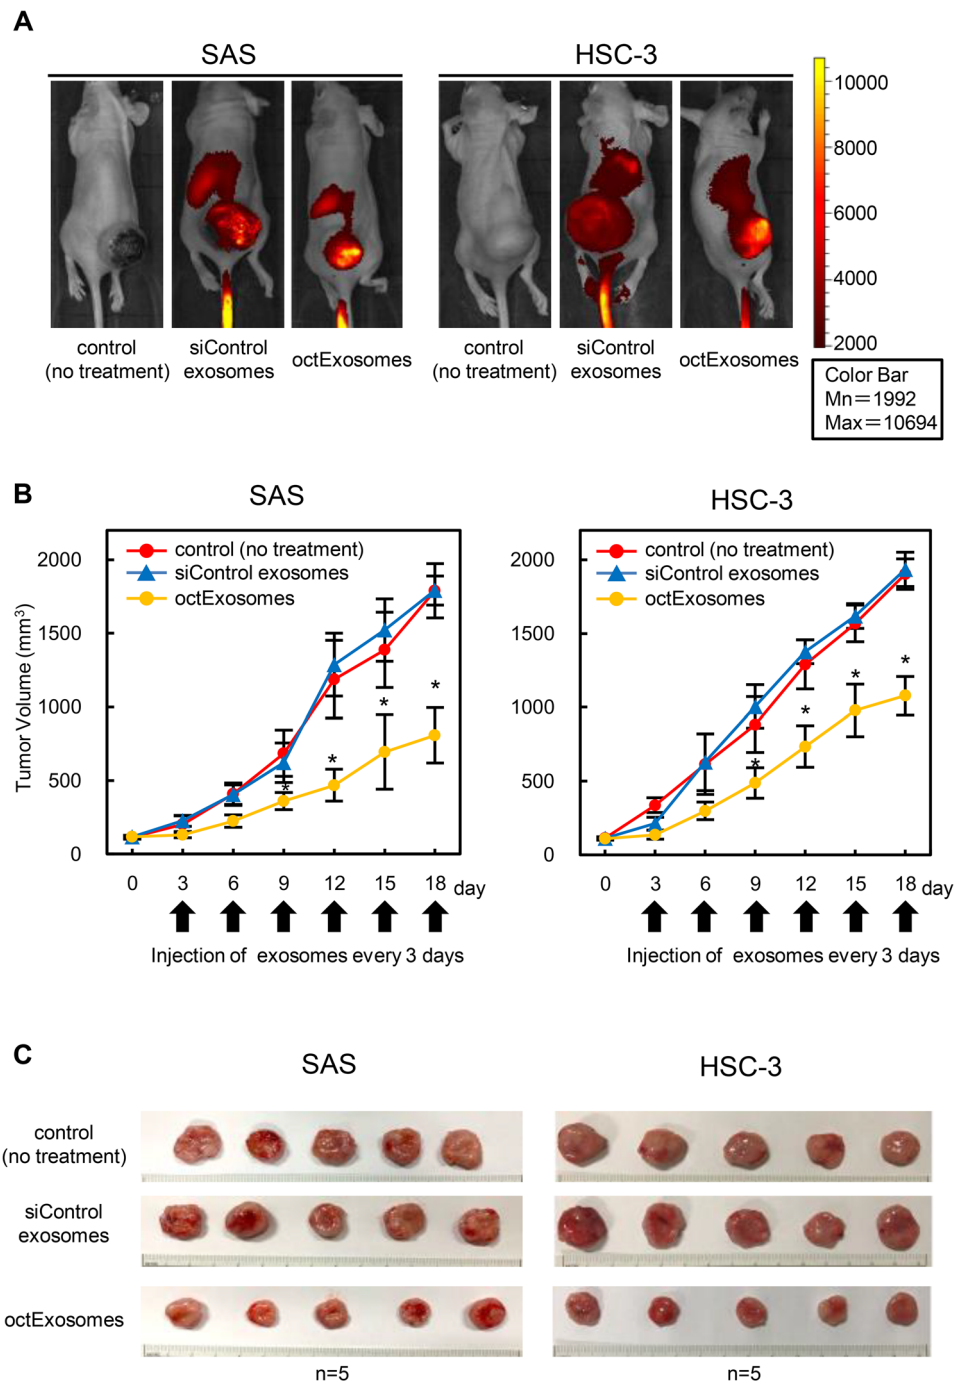 A
SAS
HSC-3
control
(no treatment)
siControl
exosomes
octExosomes
control
(no treatment)
siControl
exosomes
octExosomes
10000
8000
6000
4000
2000
Color Bar
Mn=1992
Max=10694
B
SAS
HSC-3
Tumor Volume (mm³)
2000
1500
1000
500
0
control (no treatment)
siControl exosomes
octExosomes
*
*
*
*
0 3 6 9 12 15 18 day
Injection of exosomes every 3 days
2000
1500
1000
500
0
control (no treatment)
siControl exosomes
octExosomes
*
*
*
*
0 3 6 9 12 15 18 day
Injection of exosomes every 3 days
C
SAS
HSC-3
control
(no treatment)
siControl
exosomes
octExosomes
n=5
n=5